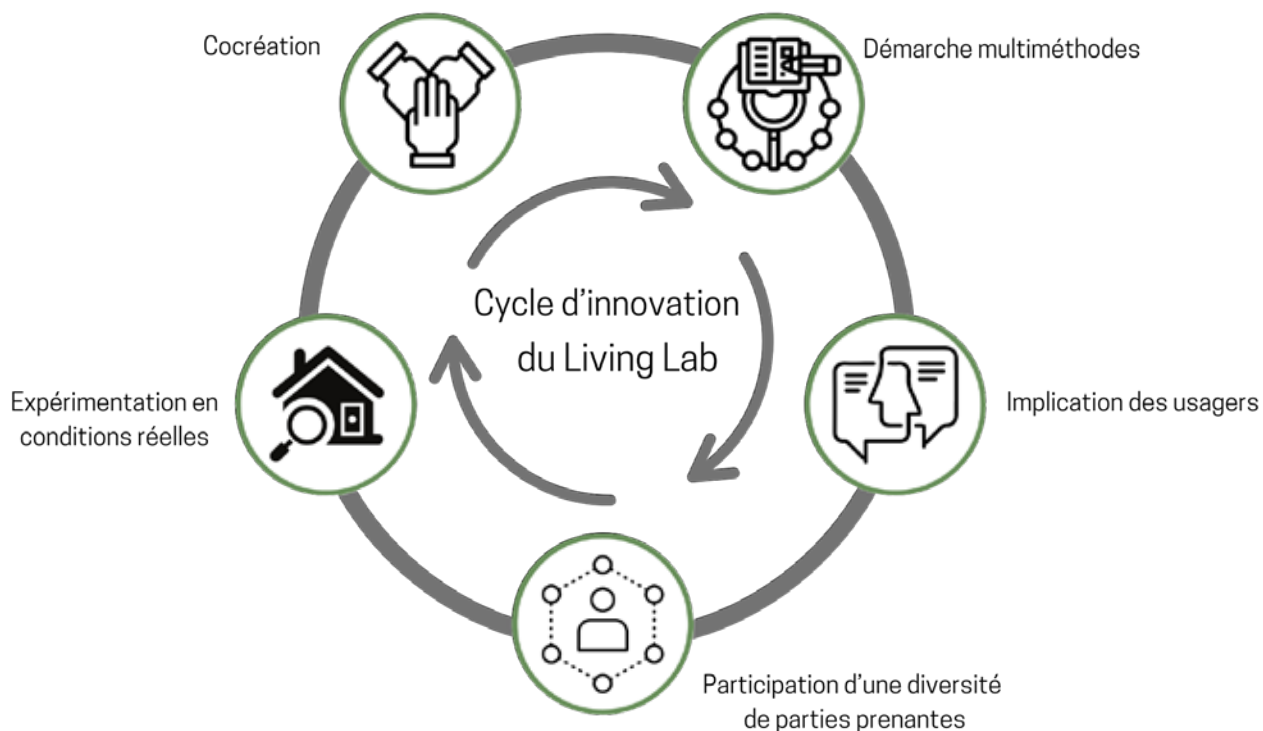 Cocréation
Démarche multiméthodes
Cycle d’innovation
du Living Lab
Implication des usagers
Expérimentation en
conditions réelles
Participation d’une diversité
de parties prenantes